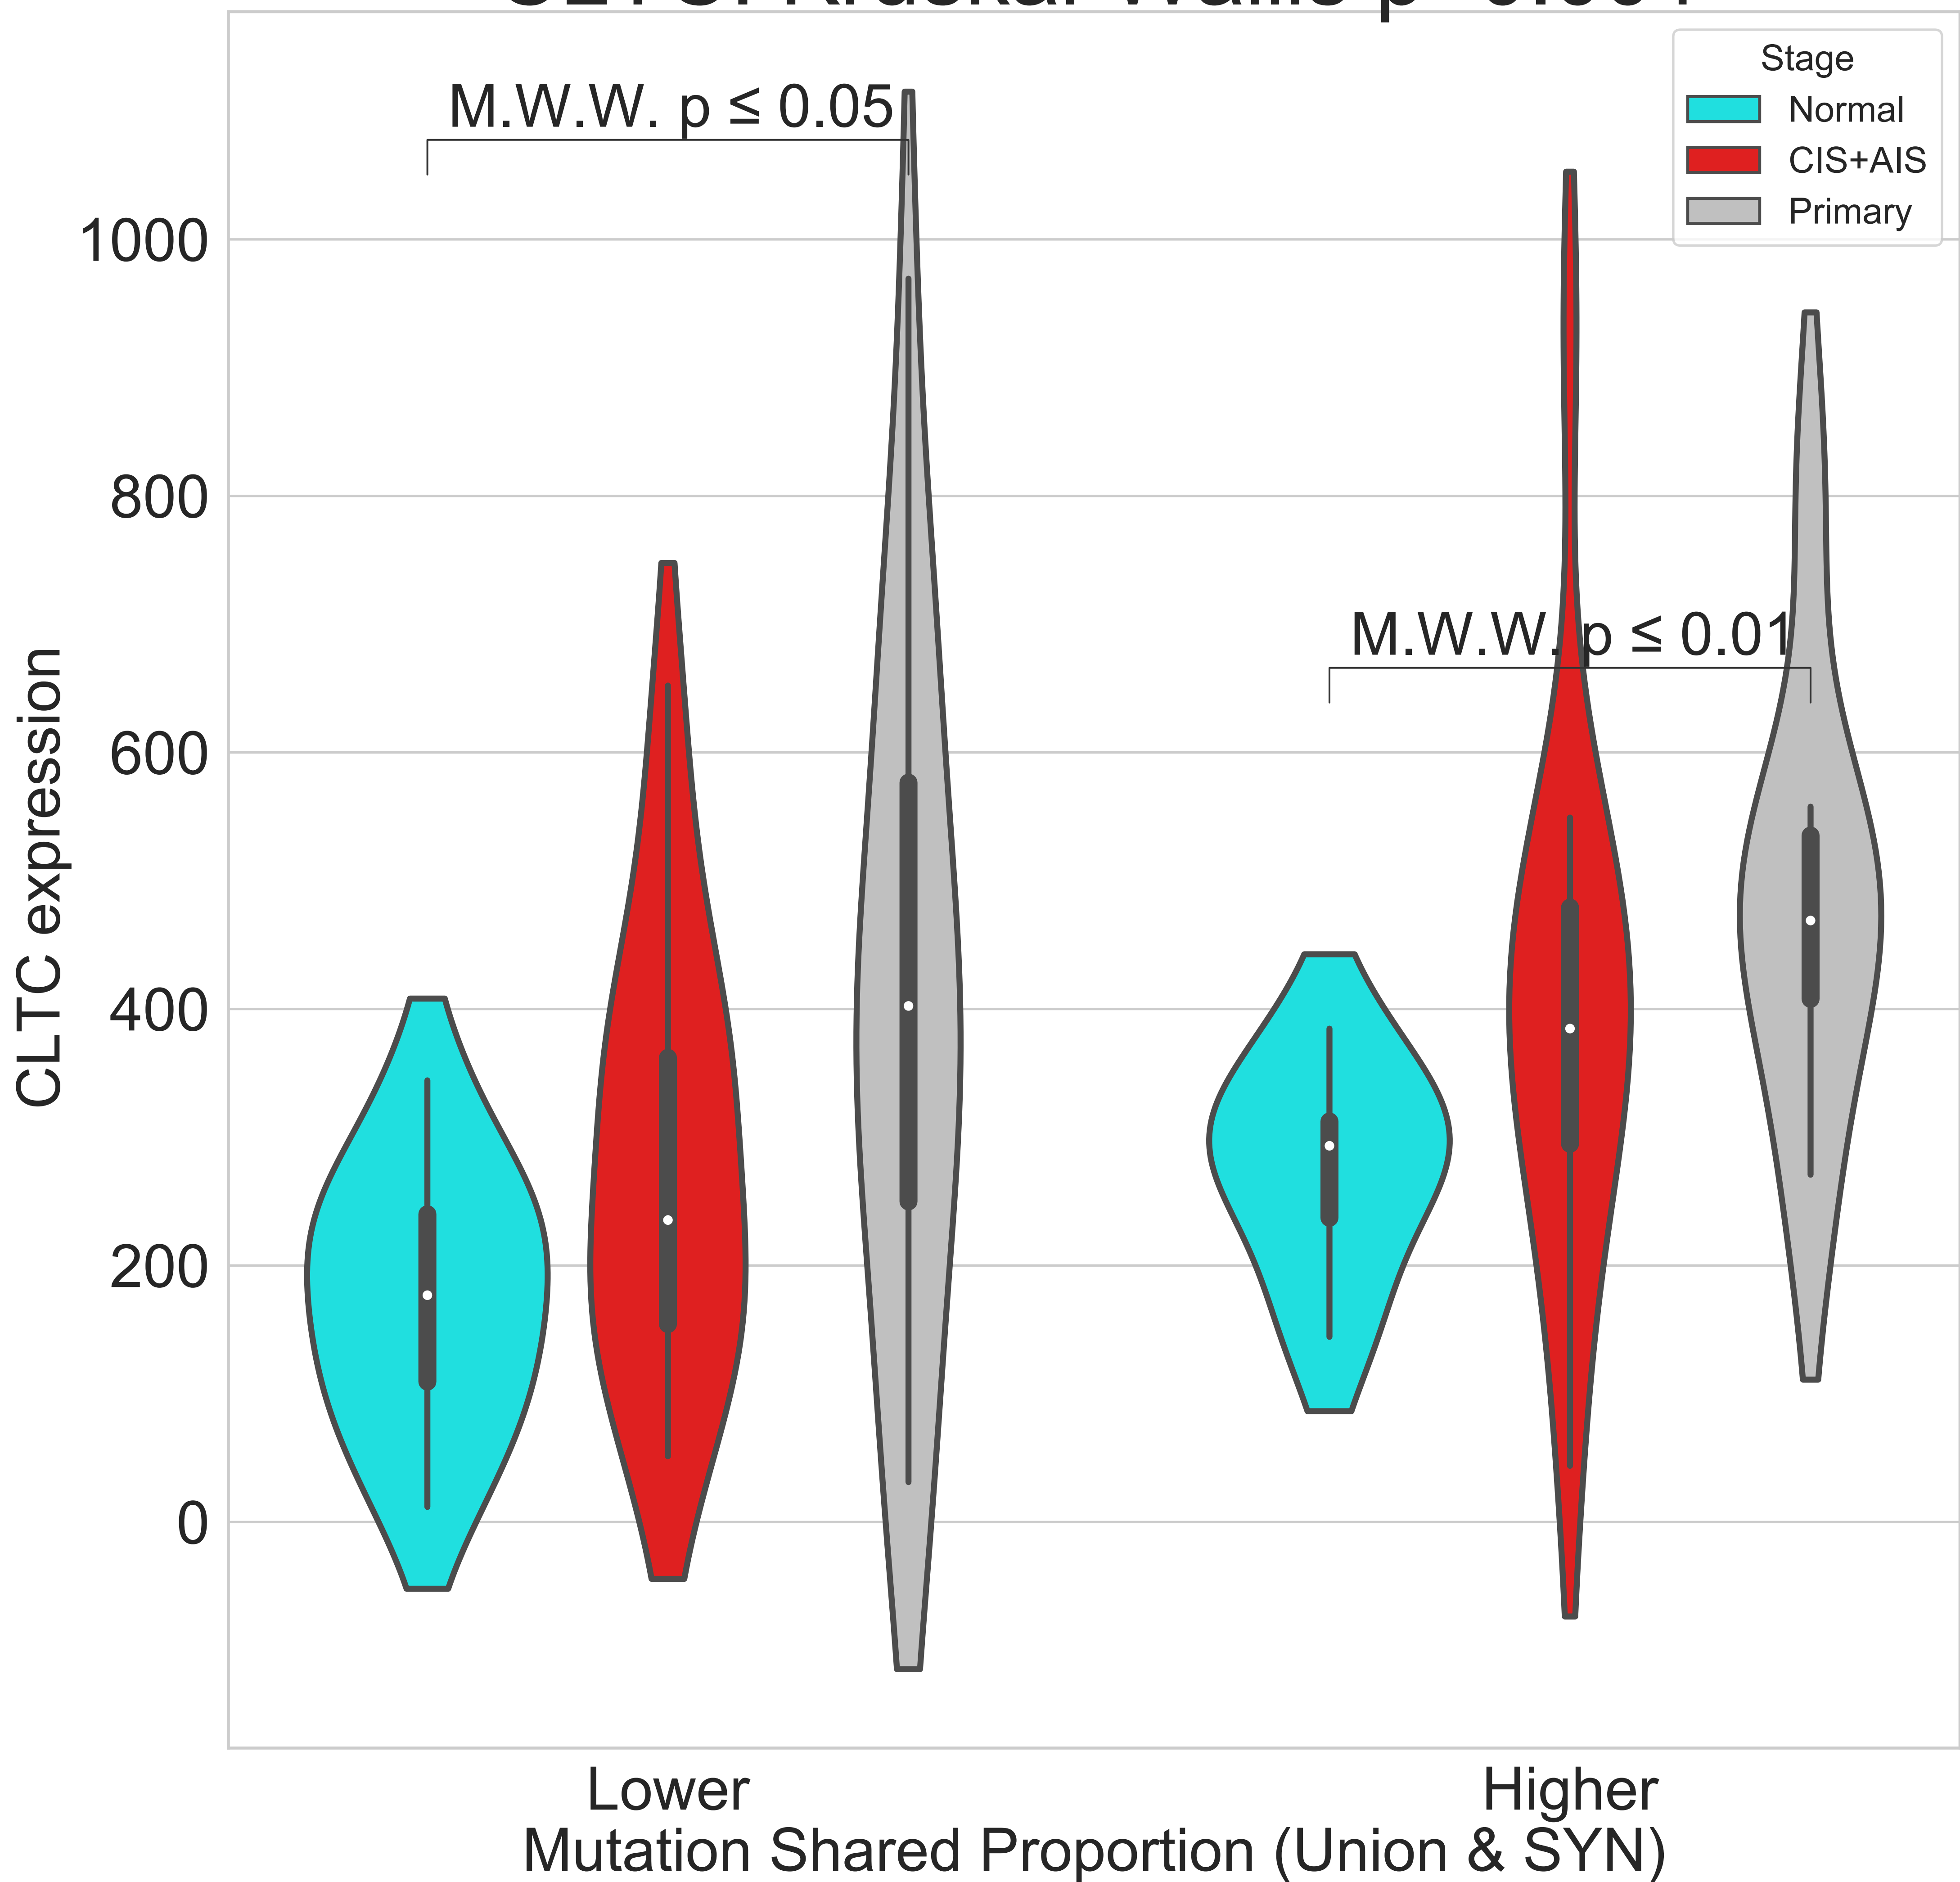 Stage
Normal
CIS+AIS
Primary
M.W.W. p ≤ 0.05
M.W.W. p ≤ 0.01
1000
800
600
400
200
0
CLTC expression
Lower
Higher
Mutation Shared Proportion (Union & SYN)